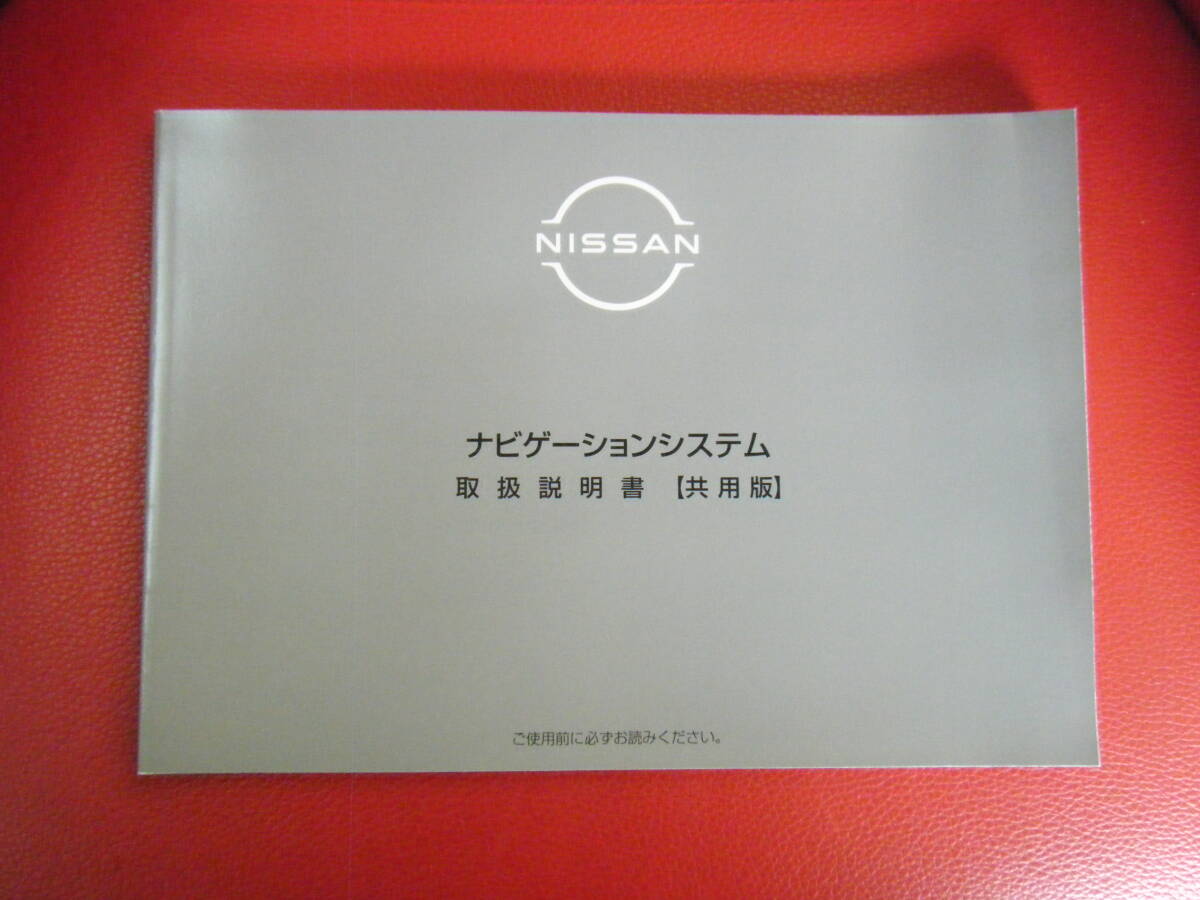 NISSAN
ナビゲーションシステム
取扱説明書【共用版】
ご使用前に必ずお読みください。